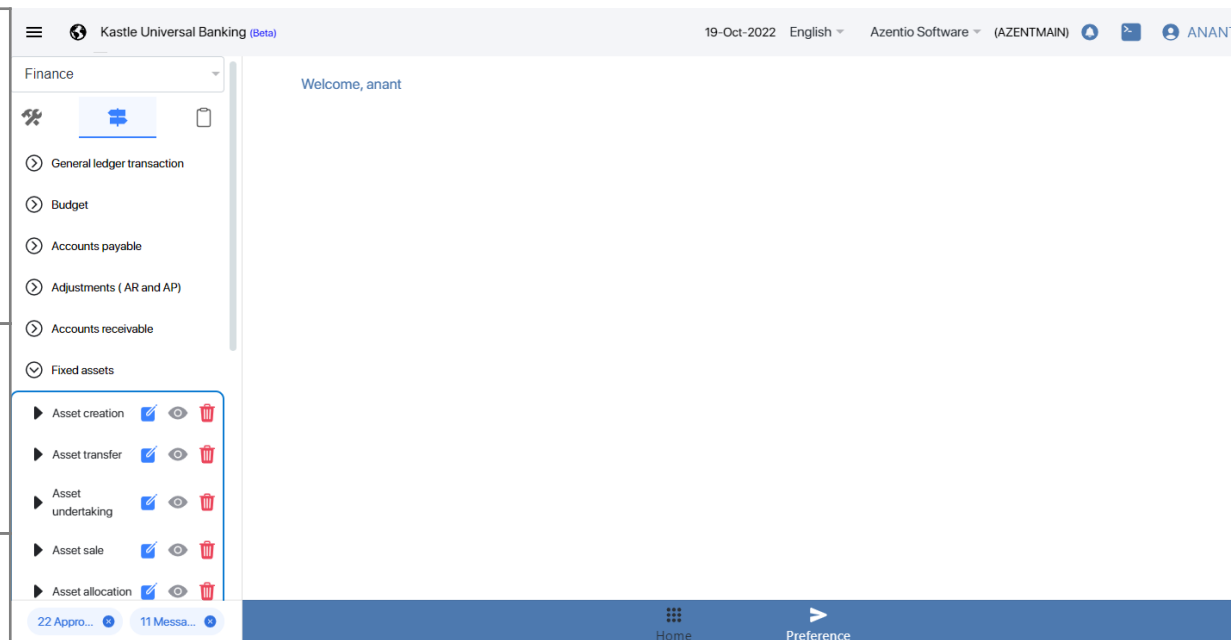 Kastle Universal Banking (Beta)
19-Oct-2022 English Azentio Software (AZENTMAIN) ANANT
Finance
Welcome, anant
General ledger transaction
Budget
Accounts payable
Adjustments ( AR and AP)
Accounts receivable
Fixed assets
Asset creation
Asset transfer
Asset
undertaking
Asset sale
Asset allocation
22 Appro... 11 Messa...
Home
Preference